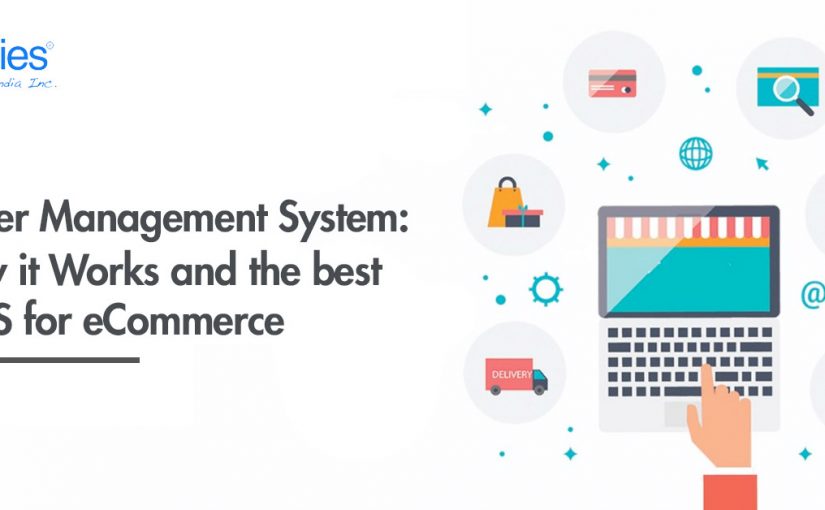 ies
ndia Inc.
er Management System:
it Works and the best
S for eCommerce
DELIVERY
@